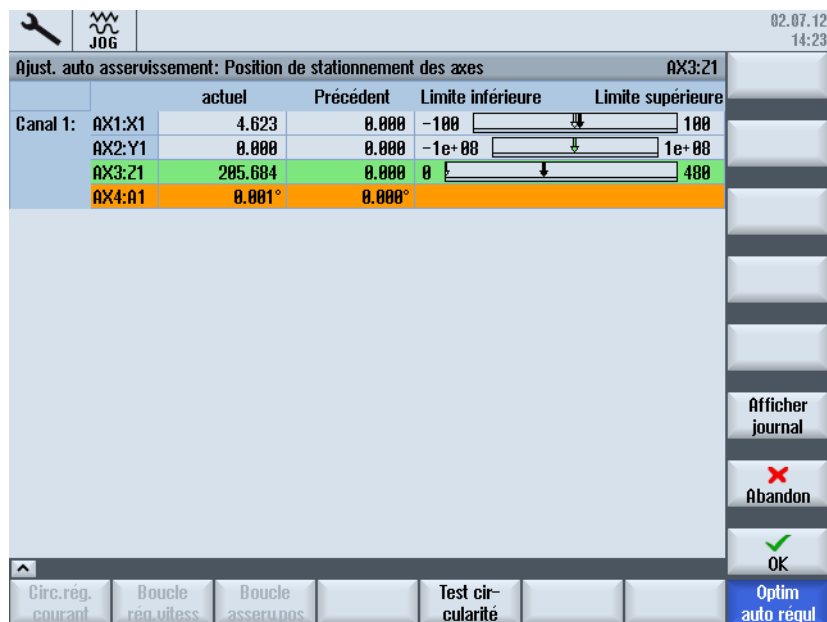 JOG
02.07.12
14:23
Ajust. auto asservissement: Position de stationnement des axes AX3:Z1
actuel Précédent Limite inférieure Limite supérieure
Canal 1: AX1:X1 4.623 0.000 -100 100
AX2:Y1 0.000 0.000 -1e+08 1e+08
AX3:Z1 205.684 0.000 0 480
AX4:A1 0.001° 0.000°
Afficher
journal
Abandon
OK
Circ.rég.
courant
Boucle
rég.vitess
Boucle
asserv.pos
Test cir-
cularité
Optim
auto régul